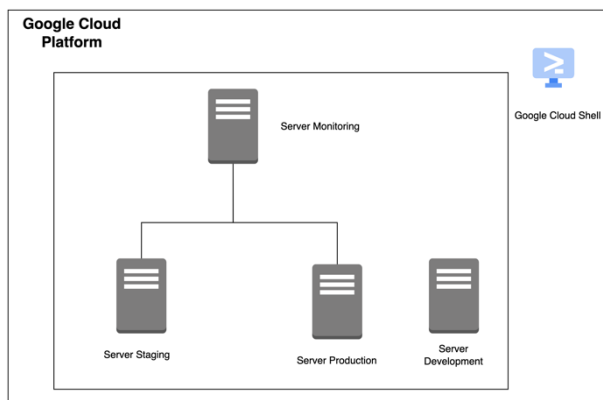 Google Cloud
Platform
Google Cloud Shell
Server Monitoring
Server Staging
Server Production
Server
Development